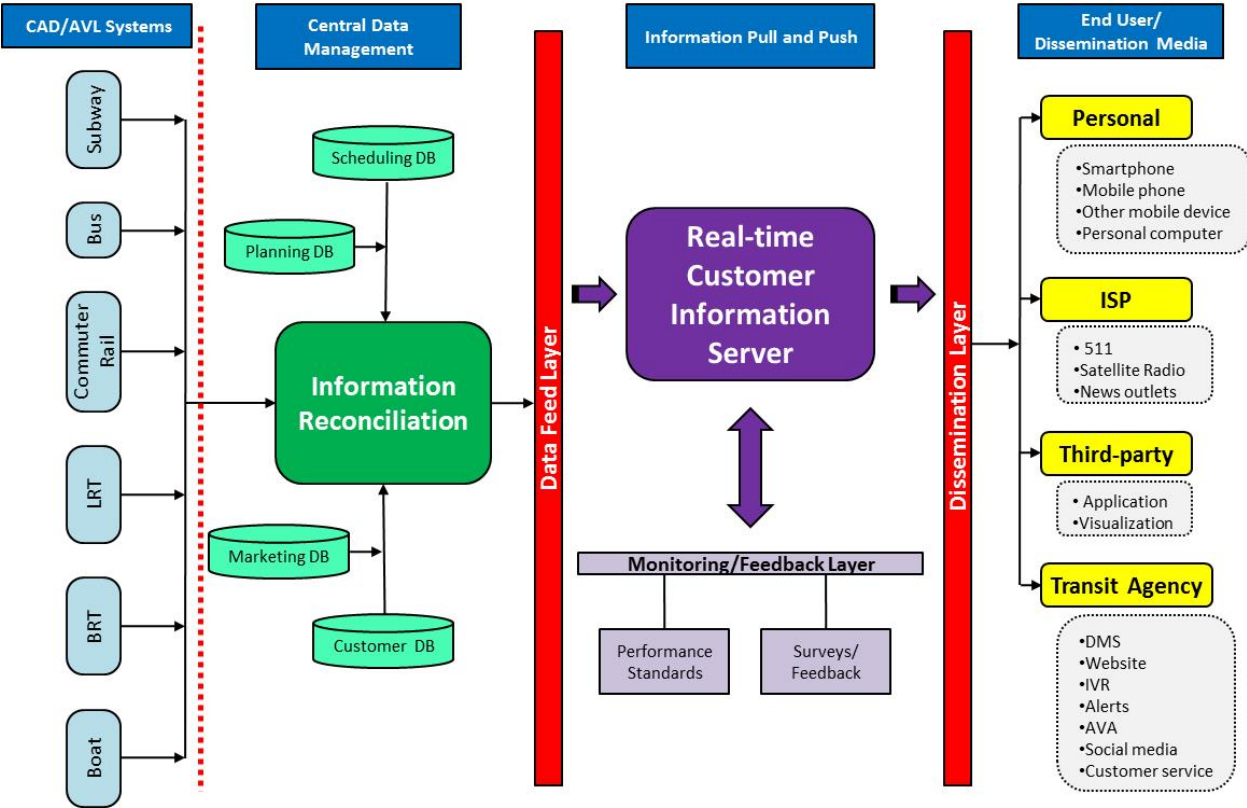 CAD/AVL Systems
Central Data
Management
Information Pull and Push
End User/
Dissemination Media
Subway
Bus
Commuter
Rail
LRT
BRT
Boat
Scheduling DB
Planning DB
Information
Reconciliation
Marketing DB
Customer DB
Data Feed Layer
Real-time
Customer
Information
Server
Monitoring/Feedback Layer
Performance
Standards
Surveys/
Feedback
Dissemination Layer
Personal
•Smartphone
•Mobile phone
•Other mobile device
•Personal computer
ISP
• 511
•Satellite Radio
•News outlets
Third-party
• Application
•Visualization
Transit Agency
•DMS
•Website
•IVR
•Alerts
•AVA
•Social media
•Customer service